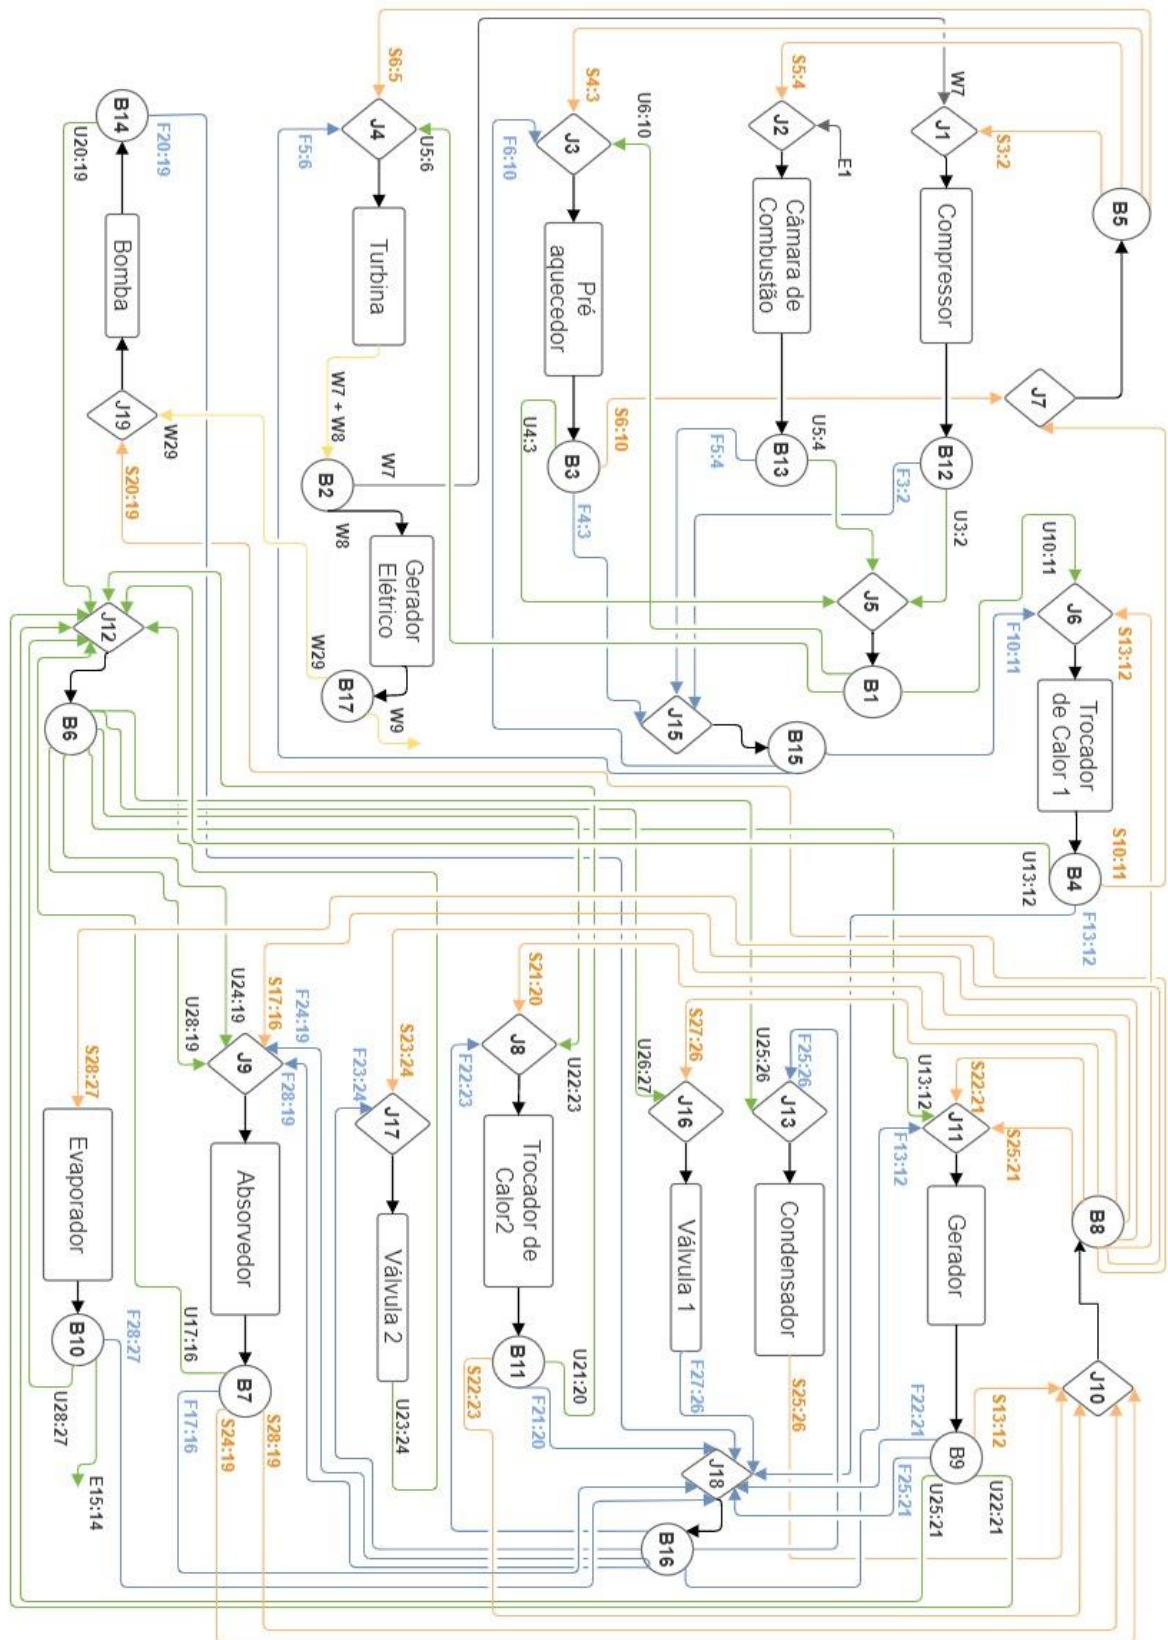 B5
S10:11
S13:12
F13:12
B8
J10
J6
Trocador
de Calor 1
B4
U10:11
J7
U13:12
F10:11
S3:2
S25:21
S22:21
S13:12
U22:21
W7
J1
Compressor
B12
U3:2
J11
Gerador
B9
U13:12
F13:12
F22:21
F25:21
U25:21
F3:2
J5
B1
E1
U5:4
F25:26
S5:4
J2
Câmara de
Combustão
B13
B15
U25:26
J13
Condensador
S25:26
F5:4
S27:26
J16
Válvula 1
F27:26
J18
J15
B16
U26:27
U6:10
S6:10
S4:3
J3
Pré
aquecedor
B3
F4:3
U22:23
U21:20
F6:10
U4:3
S21:20
J8
Trocador de
Calor2
B11
F21:20
F22:23
S22:23
U5:6
S6:5
J4
Turbina
W7
Gerador
Elétrico
W9
S23:24
J17
Válvula 2
U23:24
F5:6
W7 + W8
B2
W8
B17
F23:24
W29
F24:19
F28:19
S17:16
S28:19
U24:19
J9
Absorvedor
B7
S24:19
F20:19
W29
U28:19
U17:16
F17:16
B14
Bomba
J19
S20:19
J12
F28:27
U20:19
B6
S28:27
Evaporador
B10
E15:14
U28:27